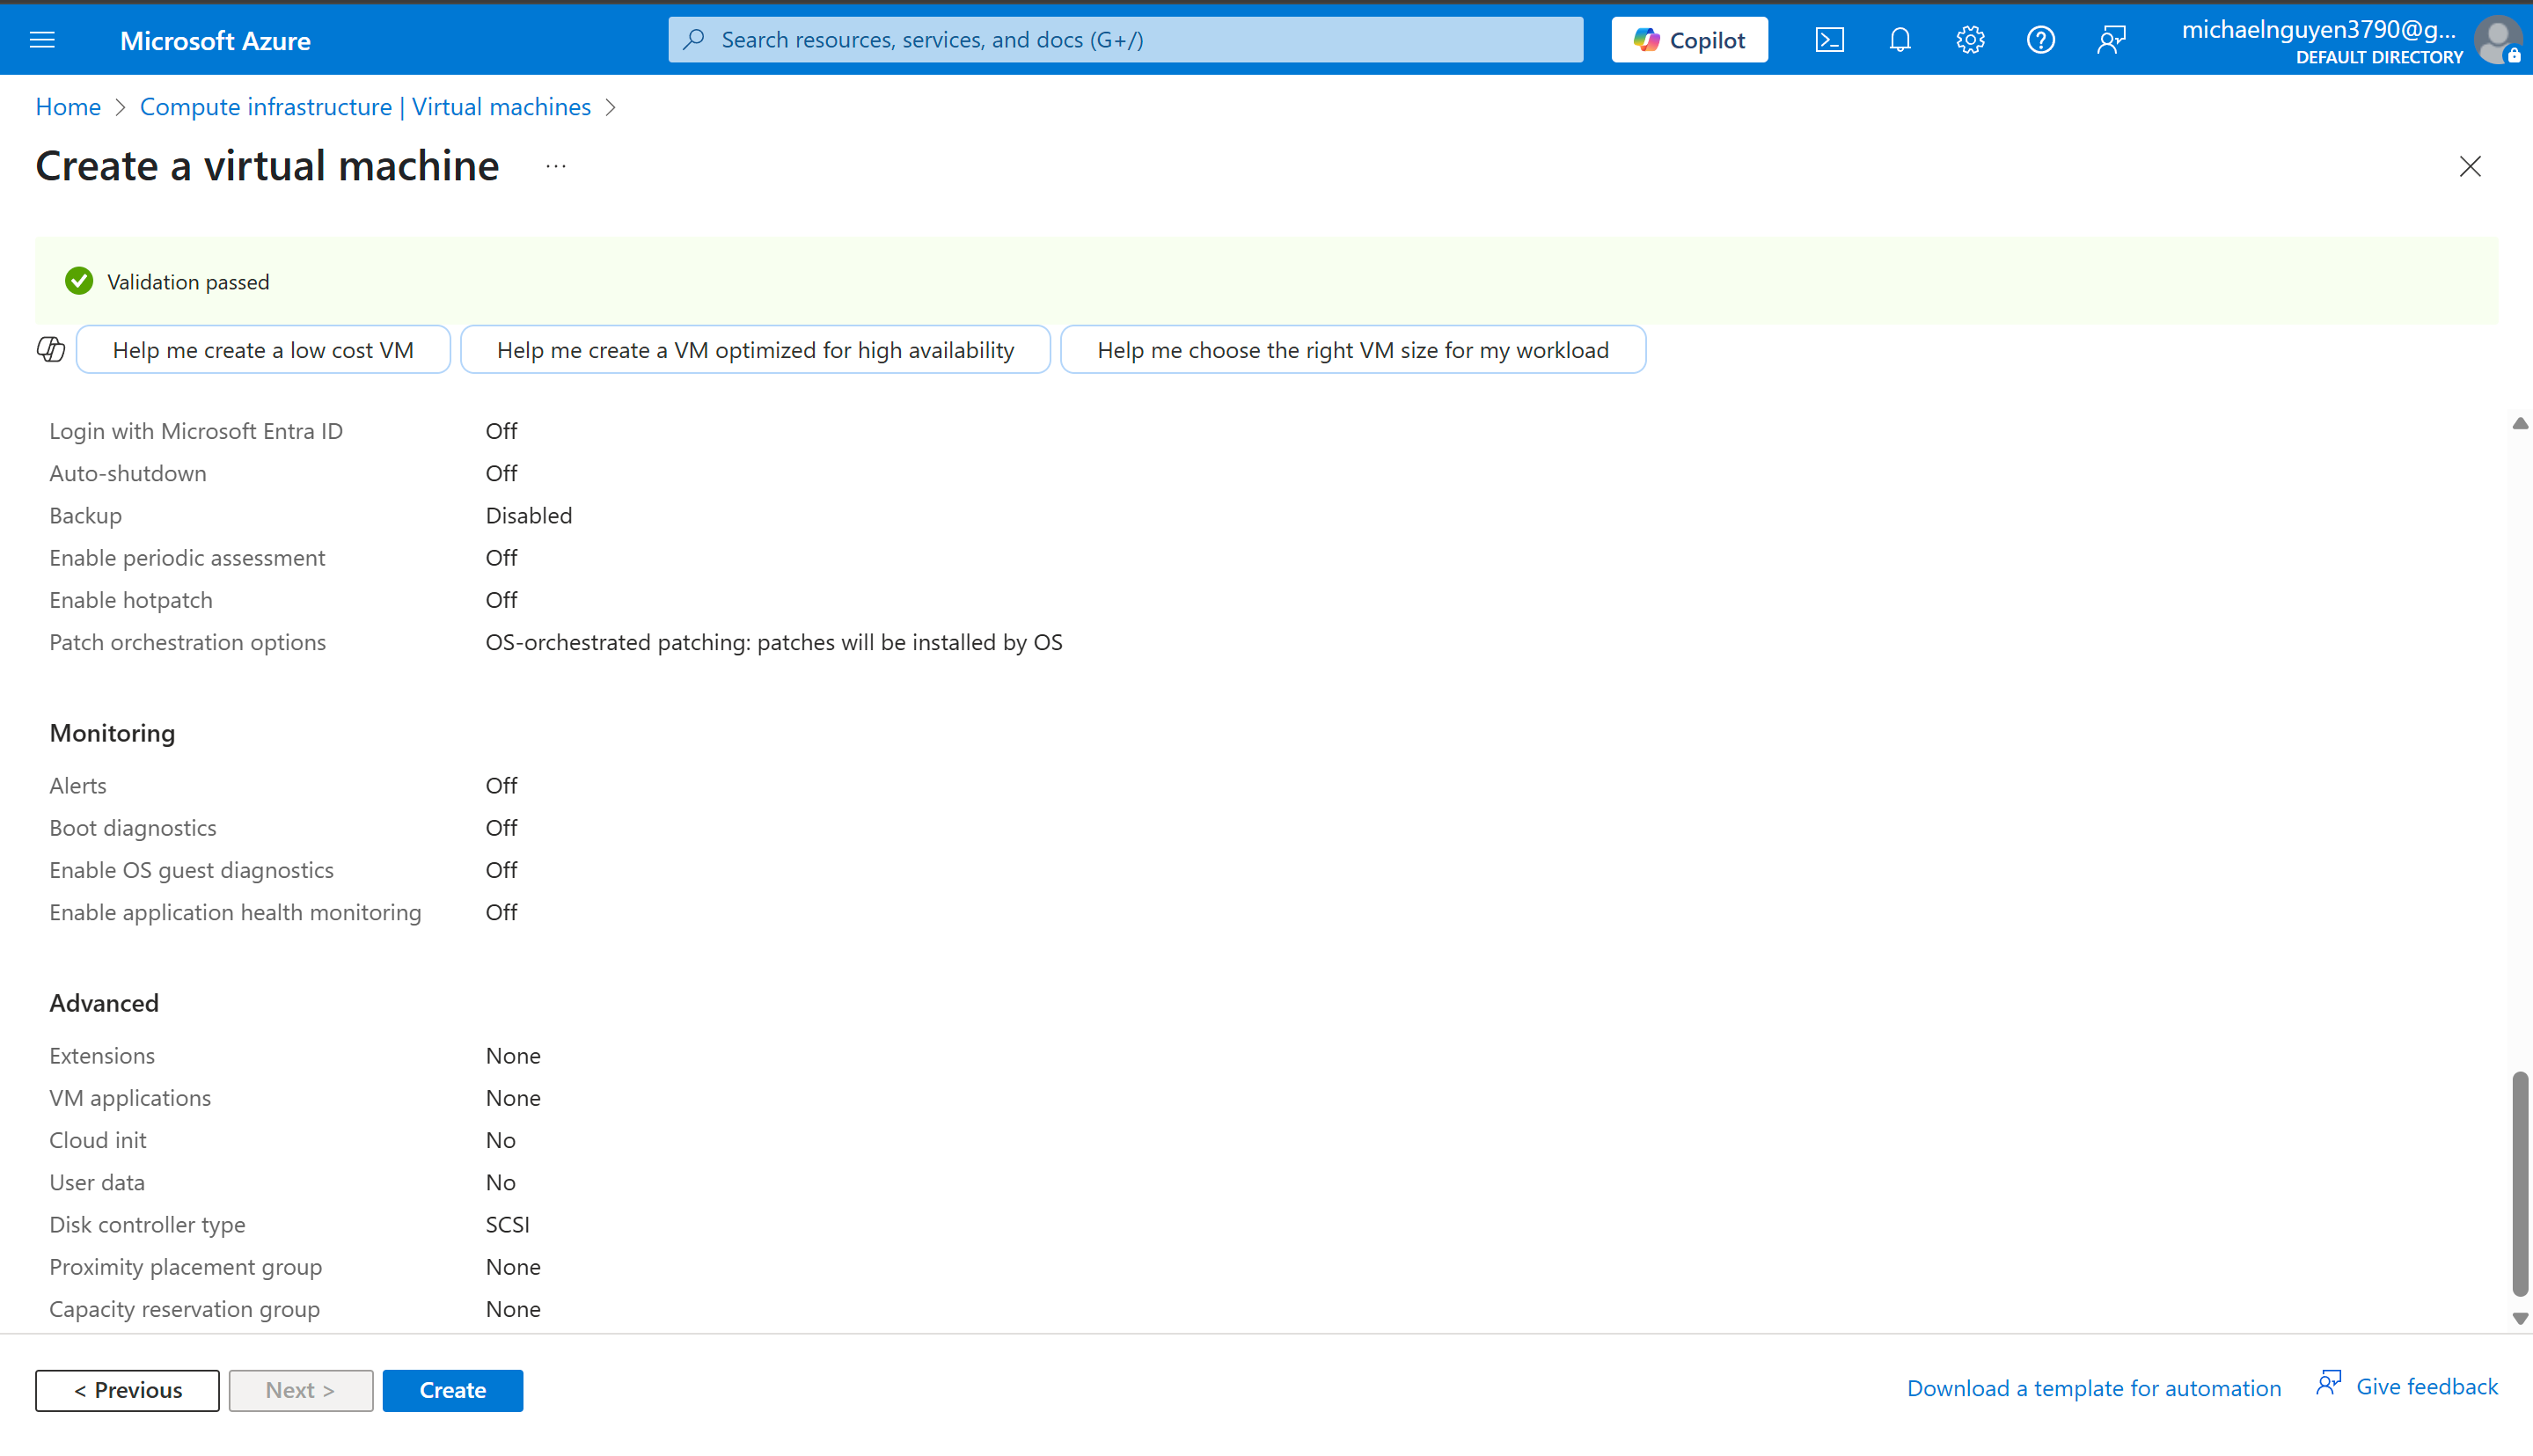 Microsoft Azure
Search resources, services, and docs (G+/)
Copilot
michaelnguyen3790@g...
DEFAULT DIRECTORY
Home > Compute infrastructure | Virtual machines >
Create a virtual machine ...
Validation passed
Help me create a low cost VM
Help me create a VM optimized for high availability
Help me choose the right VM size for my workload
Login with Microsoft Entra ID Off
Auto-shutdown Off
Backup Disabled
Enable periodic assessment Off
Enable hotpatch Off
Patch orchestration options OS-orchestrated patching: patches will be installed by OS
Monitoring
Alerts Off
Boot diagnostics Off
Enable OS guest diagnostics Off
Enable application health monitoring Off
Advanced
Extensions None
VM applications None
Cloud init No
User data No
Disk controller type SCSI
Proximity placement group None
Capacity reservation group None
< Previous
Next >
Create
Download a template for automation
Give feedback